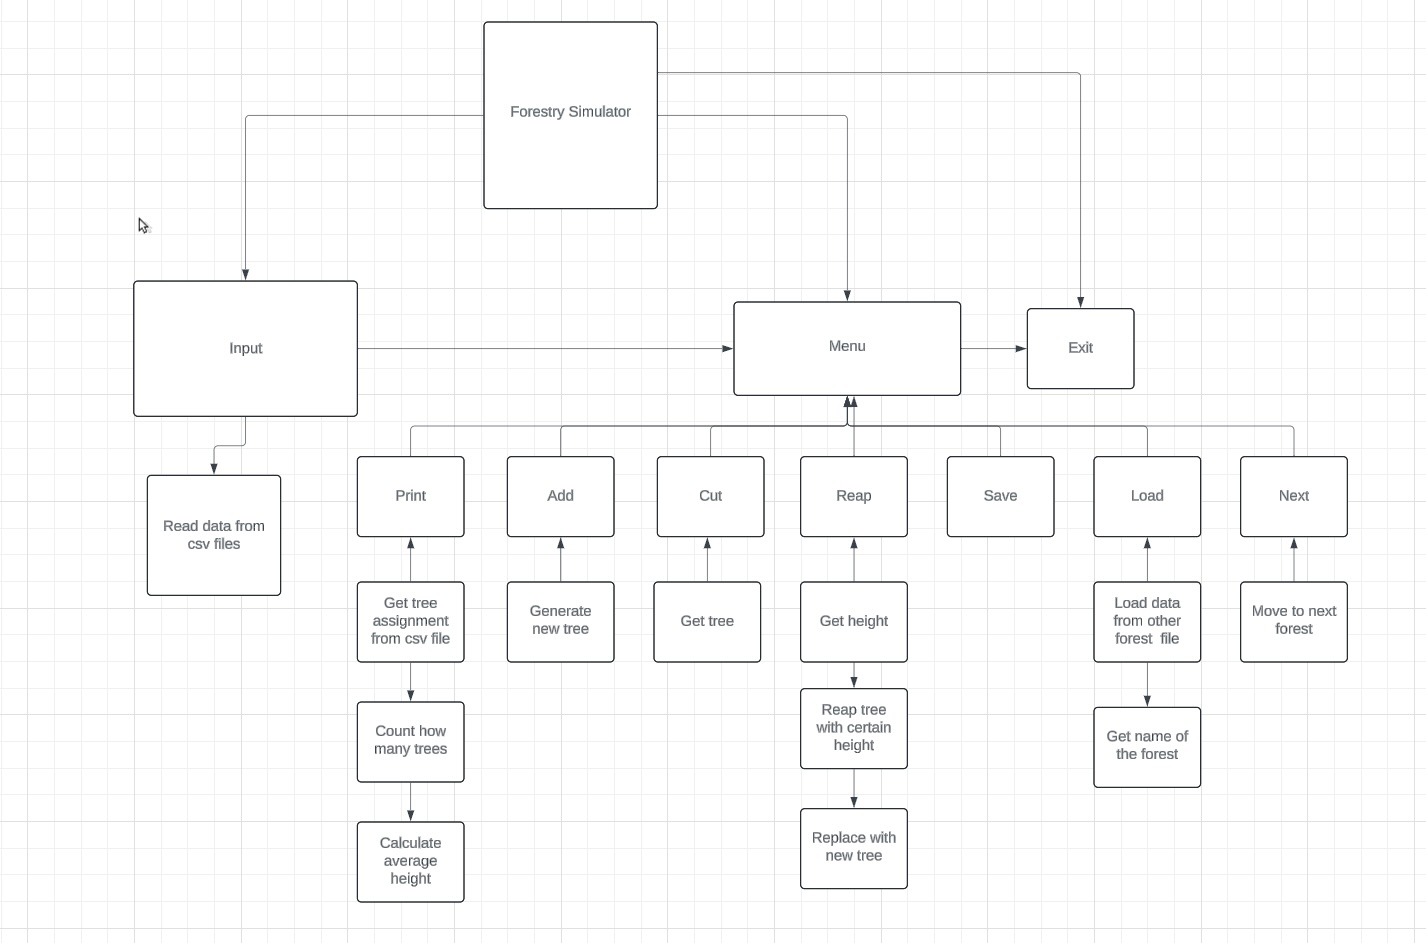 Forestry Simulator
Input
Menu
Exit
Read data from
csv files
Print
Add
Cut
Reap
Save
Load
Next
Get tree
assignment
from csv file
Generate
new tree
Get tree
Get height
Load data
from other
forest  file
Move to next
forest
Count how
many trees
Reap tree
with certain
height
Get name of
the forest
Calculate
average
height
Replace with
new tree